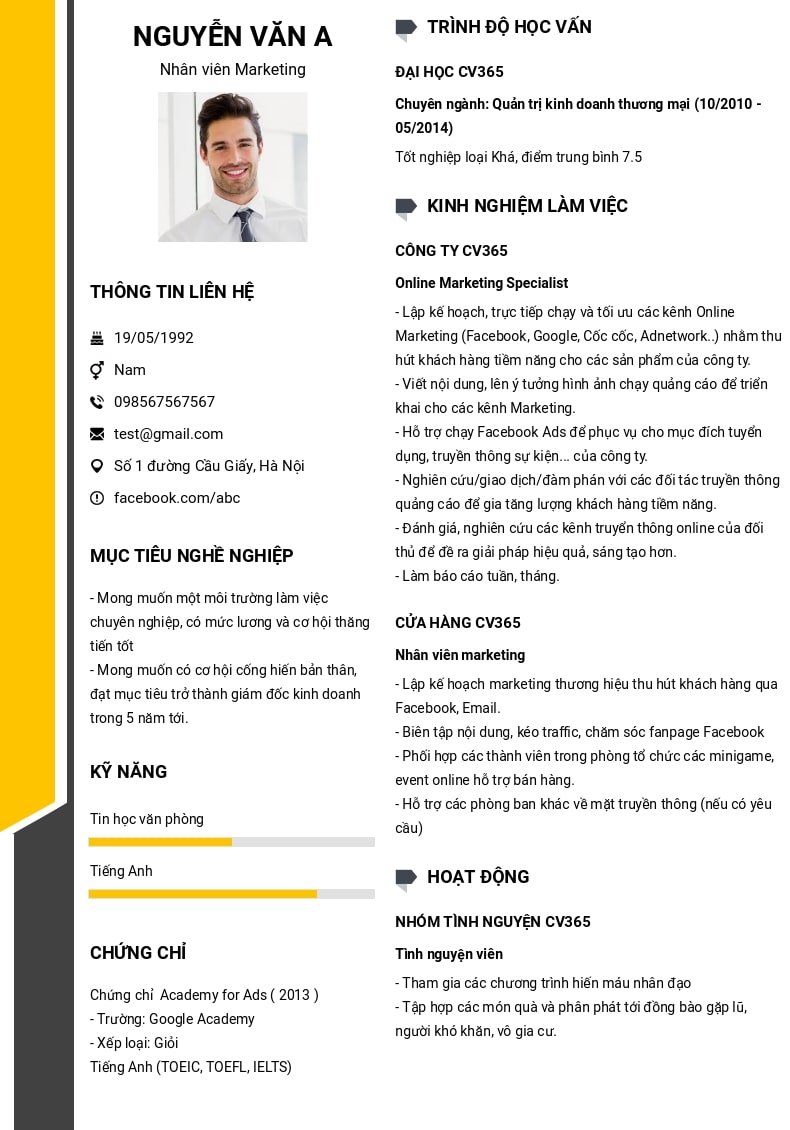 NGUYỄN VĂN A
Nhân viên Marketing
THÔNG TIN LIÊN HỆ
19/05/1992
Nam
098567567567
test@gmail.com
Số 1 đường Cầu Giấy, Hà Nội
facebook.com/abc
MỤC TIÊU NGHỀ NGHIỆP
- Mong muốn một môi trường làm việc
chuyên nghiệp, có mức lương và cơ hội thăng
tiến tốt
- Mong muốn có cơ hội cống hiến bản thân,
đạt mục tiêu trở thành giám đốc kinh doanh
trong 5 năm tới.
KỸ NĂNG
Tin học văn phòng
Tiếng Anh
CHỨNG CHỈ
Chứng chỉ Academy for Ads ( 2013 )
- Trường: Google Academy
- Xếp loại: Giỏi
Tiếng Anh (TOEIC, TOEFL, IELTS)
TRÌNH ĐỘ HỌC VẤN
ĐẠI HỌC CV365
Chuyên ngành: Quản trị kinh doanh thương mại (10/2010 -
05/2014)
Tốt nghiệp loại Khá, điểm trung bình 7.5
KINH NGHIỆM LÀM VIỆC
CÔNG TY CV365
Online Marketing Specialist
- Lập kế hoạch, trực tiếp chạy và tối ưu các kênh Online
Marketing (Facebook, Google, Cốc cốc, Adnetwork..) nhằm thu
hút khách hàng tiềm năng cho các sản phẩm của công ty.
- Viết nội dung, lên ý tưởng hình ảnh chạy quảng cáo để triển
khai cho các kênh Marketing.
- Hỗ trợ chạy Facebook Ads để phục vụ cho mục đích tuyển
dụng, truyền thông sự kiện... của công ty.
- Nghiên cứu/giao dịch/đàm phán với các đối tác truyền thông
quảng cáo để gia tăng lượng khách hàng tiềm năng.
- Đánh giá, nghiên cứu các kênh truyển thông online của đối
thủ để đề ra giải pháp hiệu quả, sáng tạo hơn.
- Làm báo cáo tuần, tháng.
CỬA HÀNG CV365
Nhân viên marketing
- Lập kế hoạch marketing thương hiệu thu hút khách hàng qua
Facebook, Email.
- Biên tập nội dung, kéo traffic, chăm sóc fanpage Facebook
- Phối hợp các thành viên trong phòng tổ chức các minigame,
event online hỗ trợ bán hàng.
- Hỗ trợ các phòng ban khác về mặt truyền thông (nếu có yêu
cầu)
HOẠT ĐỘNG
NHÓM TÌNH NGUYỆN CV365
Tình nguyện viên
- Tham gia các chương trình hiến máu nhân đạo
- Tập hợp các món quà và phân phát tới đồng bào gặp lũ,
người khó khăn, vô gia cư.